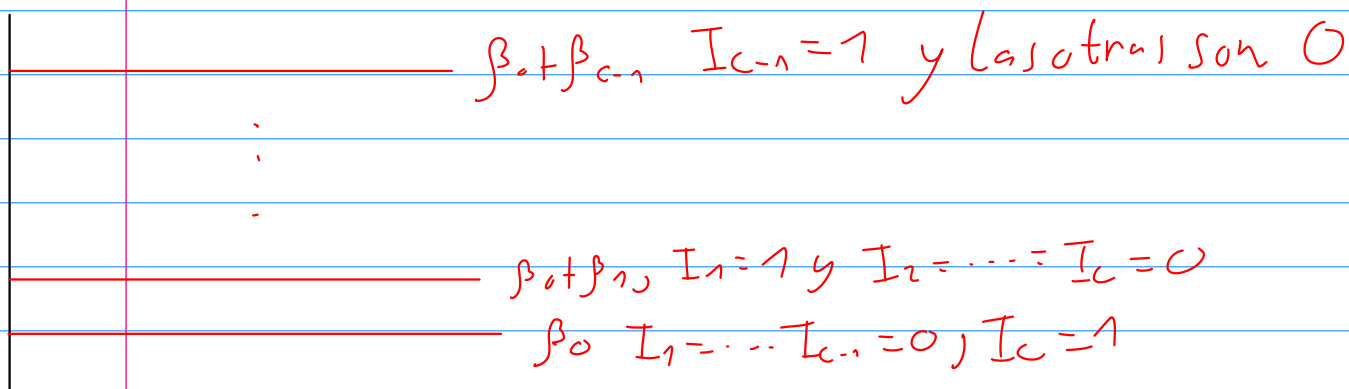 β₀+β_{c-1} I_{c-1}=1 y las otras son 0
β₀+β₁, I₁=1 y I₂=....=I_c=0
β₀ I₁=...I_{c-1}=0, I_c=1